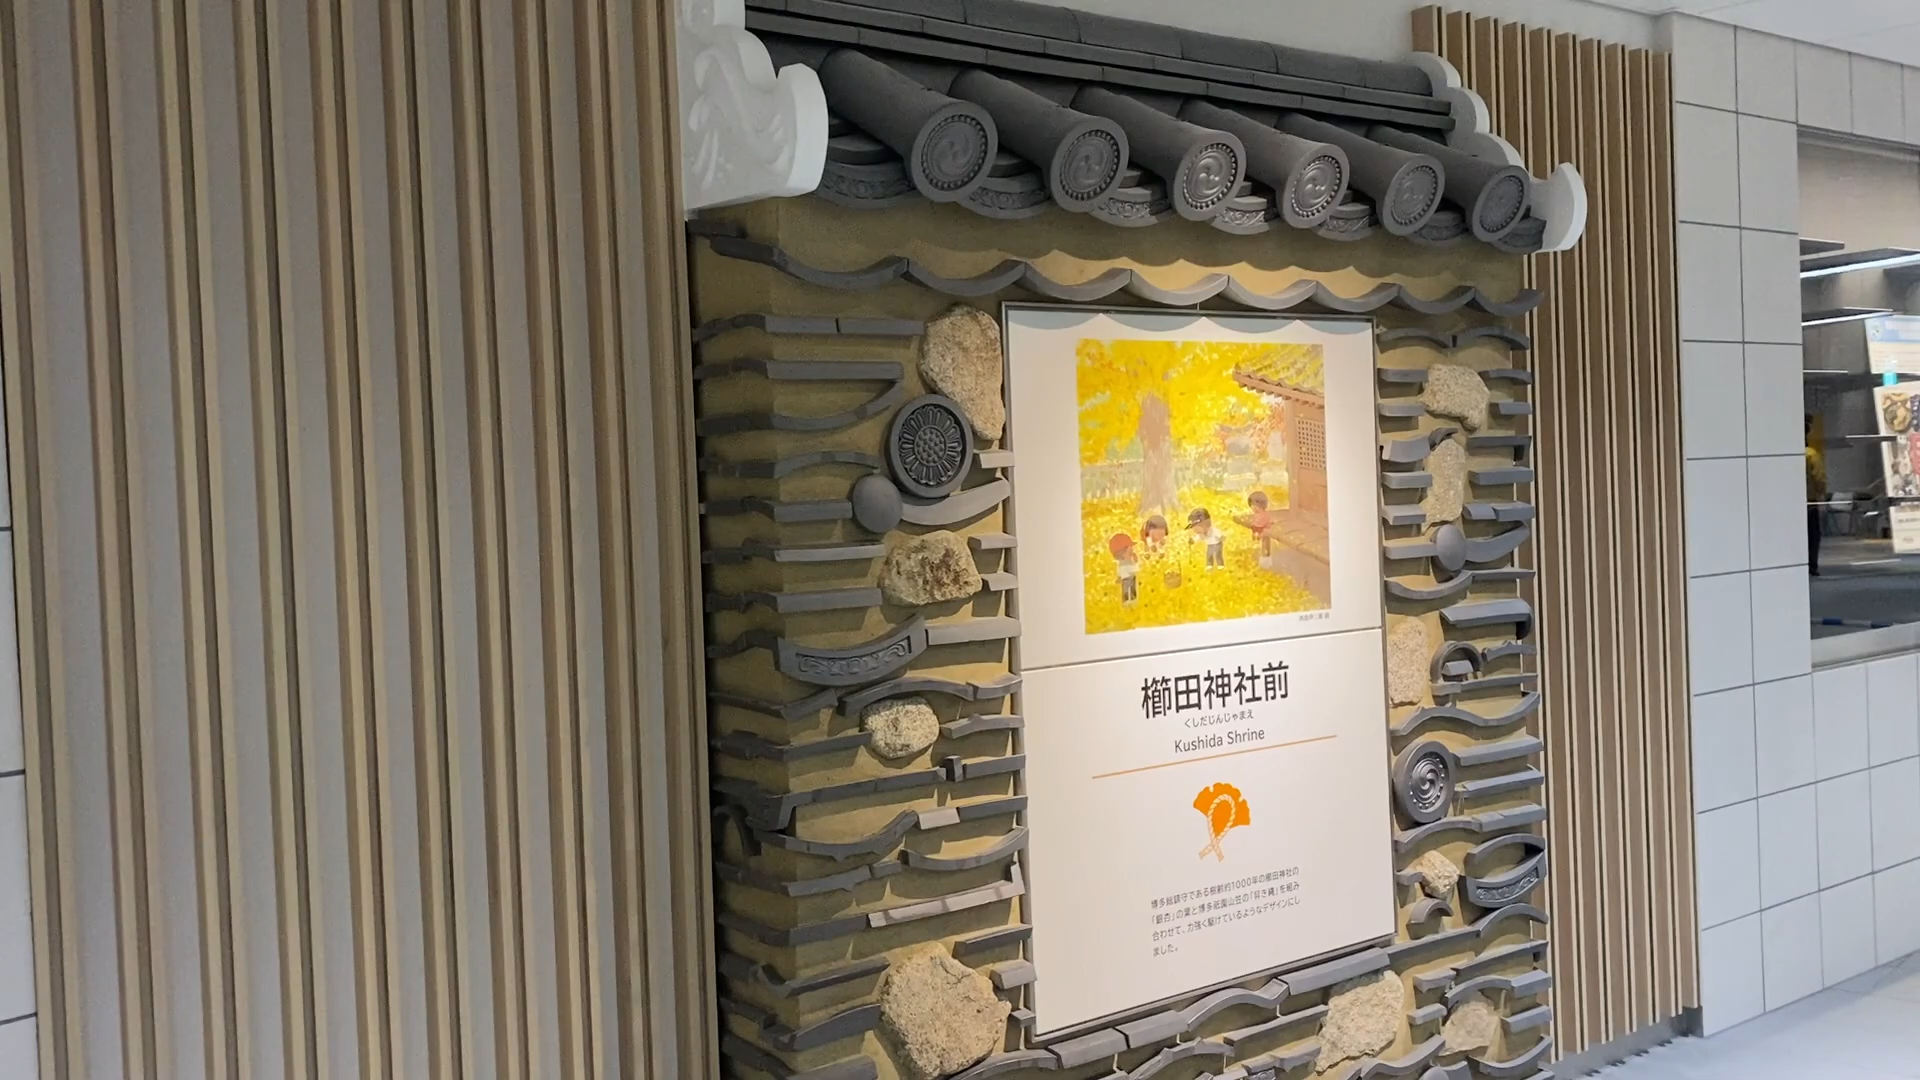 櫛田神社前
くしだじんじゃまえ
Kushida Shrine
博多総鎮守である樹齢約1000年の櫛田神社の
「銀杏」の葉と博多祇園山笠の「舁き縄」を組み
合わせて、力強く駆けているようなデザインにし
ました。